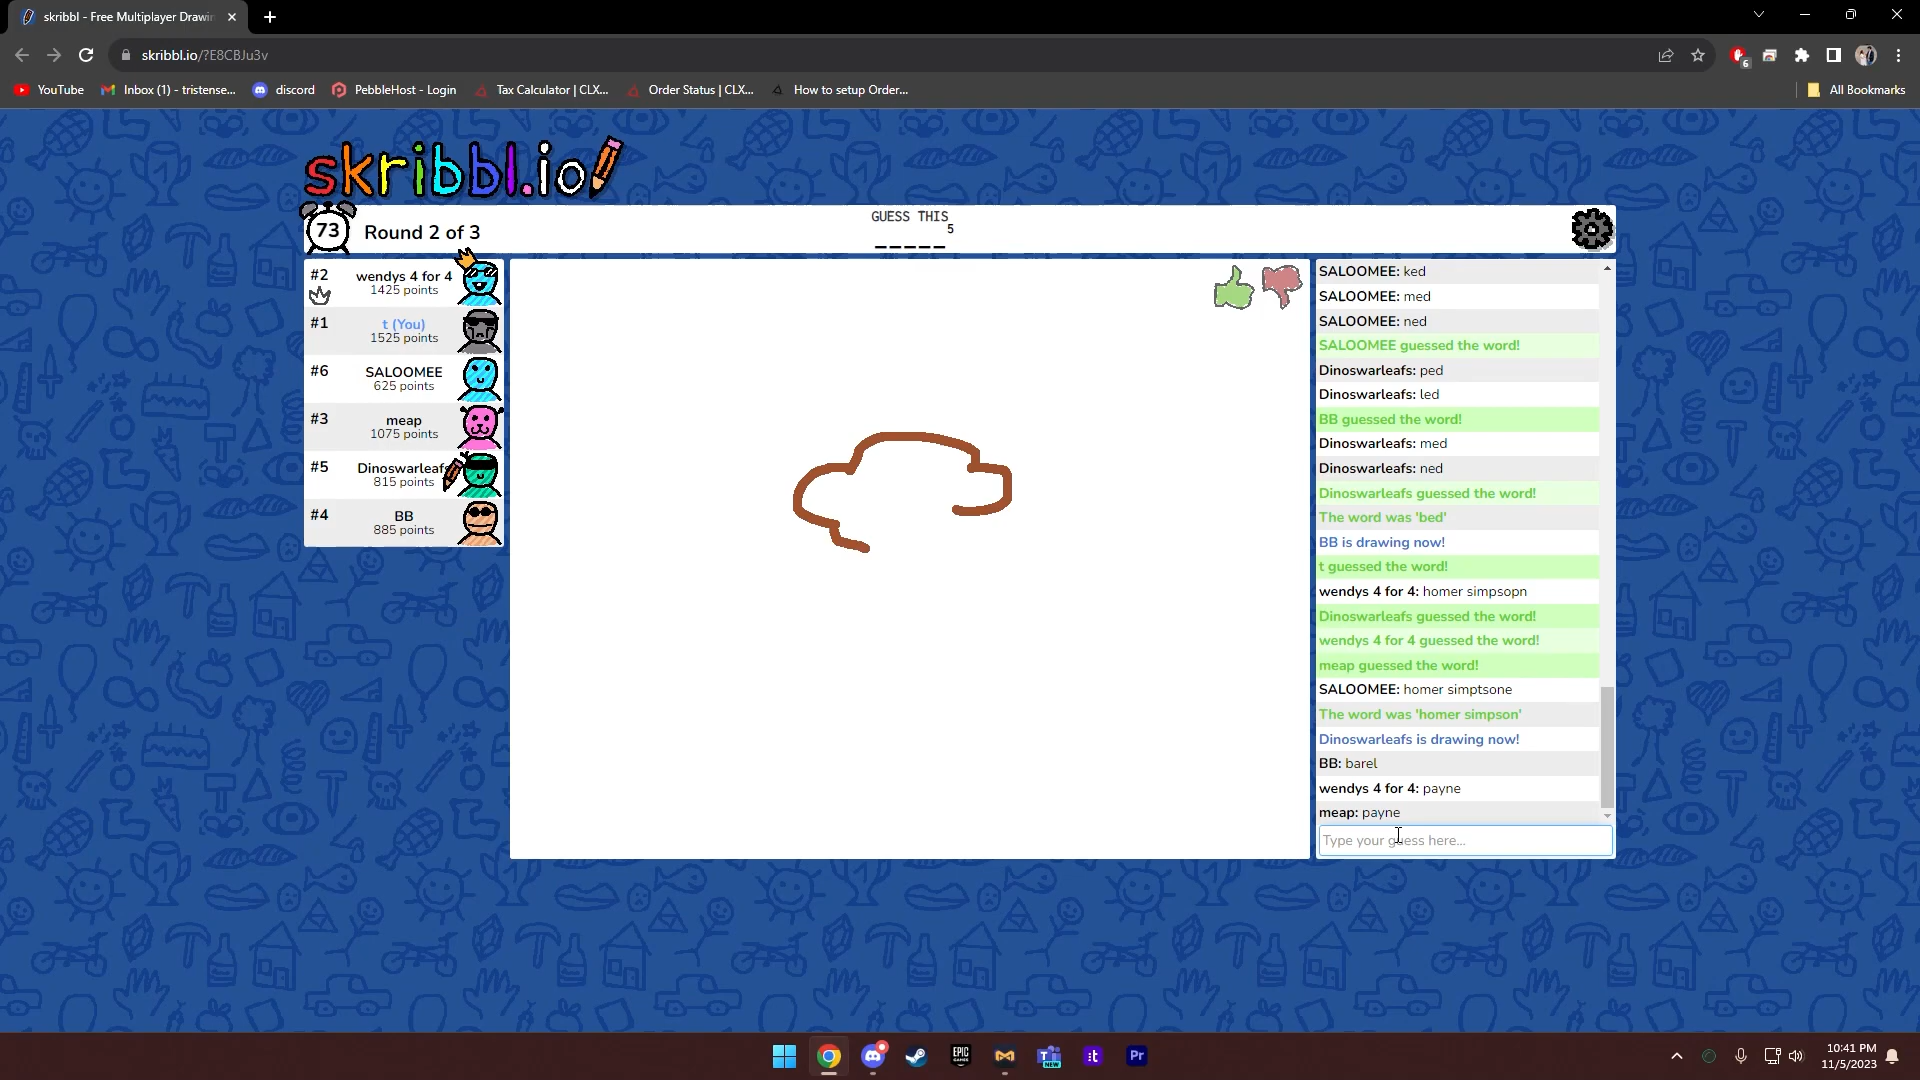 skribbl - Free Multiplayer Drawin
skribbl.io/?E8CBJu3v
6
YouTube
Inbox (1) - tristense...
discord
PebbleHost - Login
Tax Calculator | CLX...
Order Status | CLX...
How to setup Order...
All Bookmarks
skribbl.io
73
Round 2 of 3
GUESS THIS
_____ 5
#2 wendys 4 for 4
1425 points
#1 t (You)
1525 points
#6 SALOOMEE
625 points
#3 meap
1075 points
#5 Dinoswarleafs
815 points
#4 BB
885 points
SALOOMEE: ked
SALOOMEE: med
SALOOMEE: ned
SALOOMEE guessed the word!
Dinoswarleafs: ped
Dinoswarleafs: led
BB guessed the word!
Dinoswarleafs: med
Dinoswarleafs: ned
Dinoswarleafs guessed the word!
The word was 'bed'
BB is drawing now!
t guessed the word!
wendys 4 for 4: homer simpsopn
Dinoswarleafs guessed the word!
wendys 4 for 4 guessed the word!
meap guessed the word!
SALOOMEE: homer simptsone
The word was 'homer simpson'
Dinoswarleafs is drawing now!
BB: barel
wendys 4 for 4: payne
meap: payne
Type your guess here...
EPIC
GAMES
NEW
:t
Pr
10:41 PM
11/5/2023